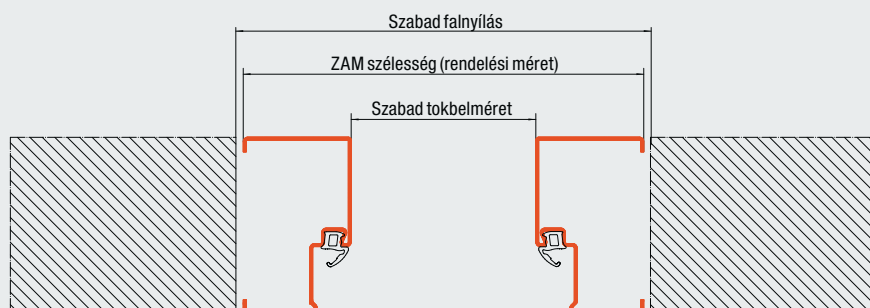 Szabad falnyílás
ZAM szélesség (rendelési méret)
Szabad tokbelméret